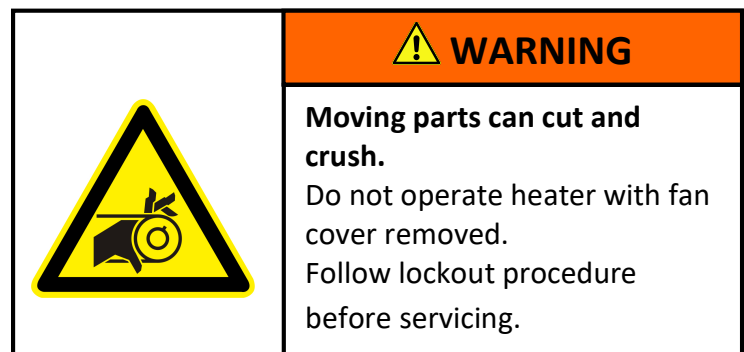 WARNING
Moving parts can cut and
crush.
Do not operate heater with fan
cover removed.
Follow lockout procedure
before servicing.